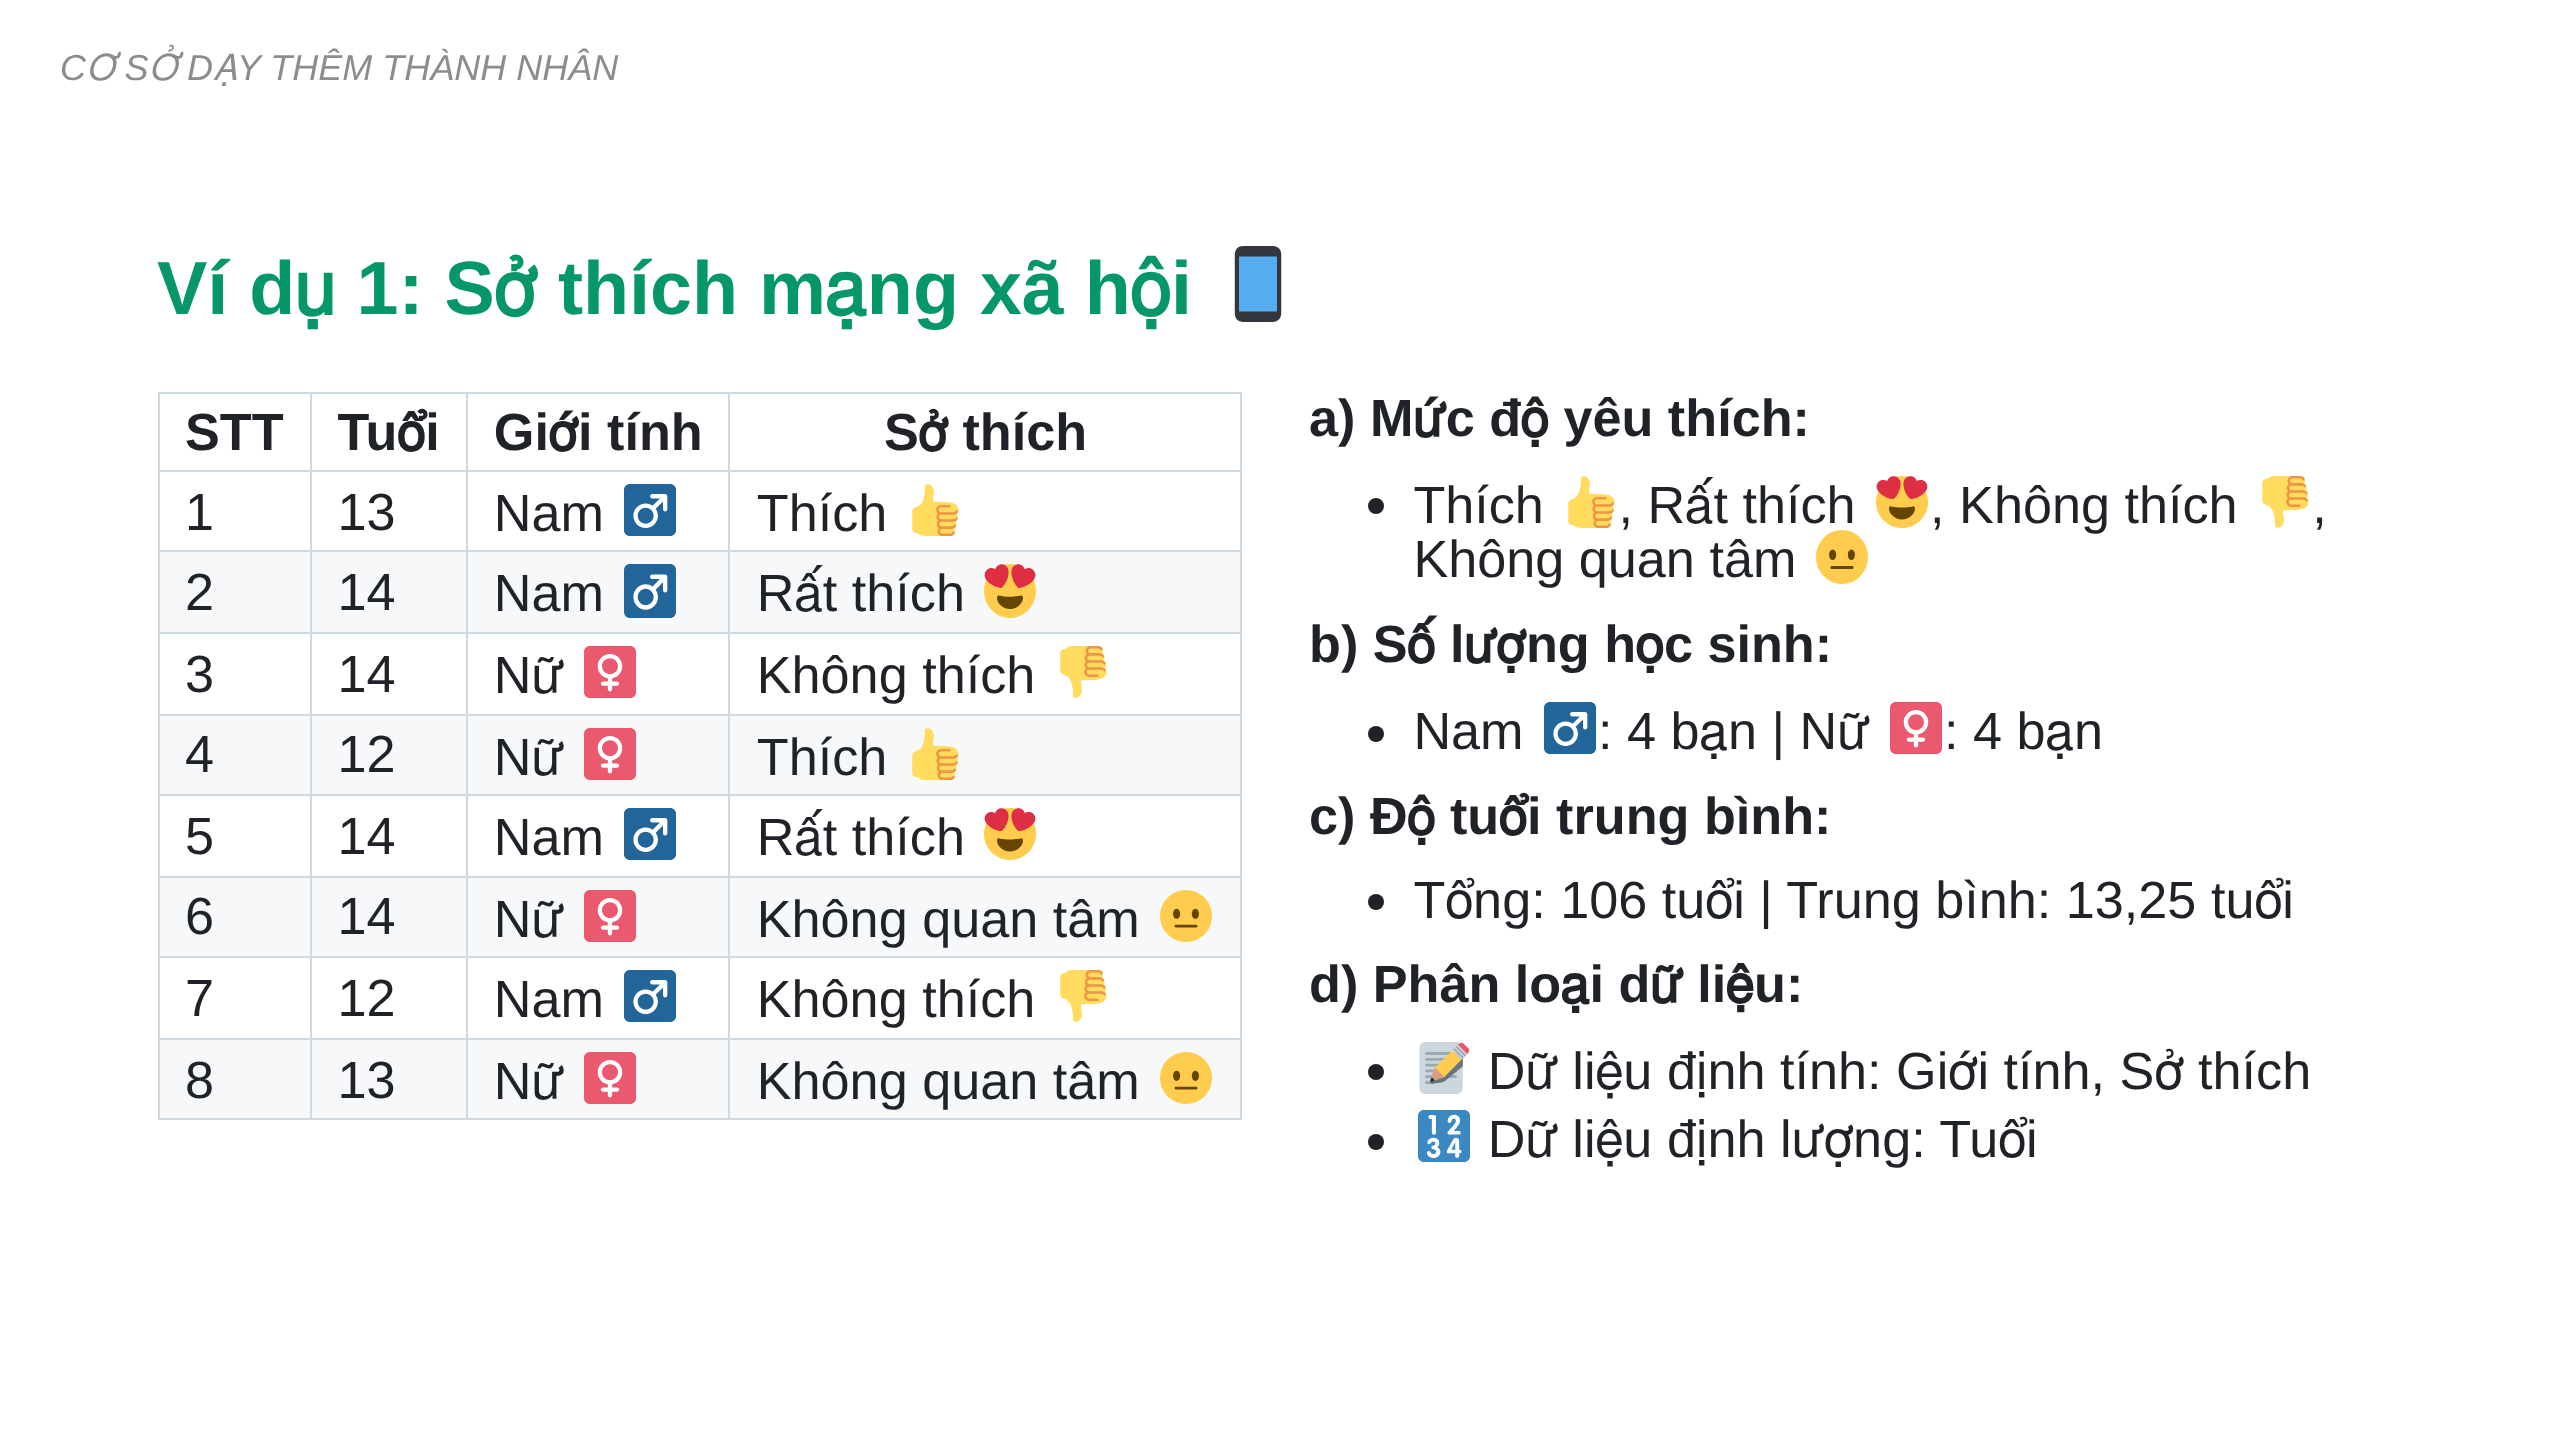 CƠ SỞ DẠY THÊM THÀNH NHÂN
Ví dụ 1: Sở thích mạng xã hội 📱
STT Tuổi Giới tính Sở thích
1 13 Nam ♂️ Thích 👍
2 14 Nam ♂️ Rất thích 😍
3 14 Nữ ♀️ Không thích 👎
4 12 Nữ ♀️ Thích 👍
5 14 Nam ♂️ Rất thích 😍
6 14 Nữ ♀️ Không quan tâm 😐
7 12 Nam ♂️ Không thích 👎
8 13 Nữ ♀️ Không quan tâm 😐
a) Mức độ yêu thích:
• Thích 👍, Rất thích 😍, Không thích 👎,
Không quan tâm 😐
b) Số lượng học sinh:
• Nam ♂️: 4 bạn | Nữ ♀️: 4 bạn
c) Độ tuổi trung bình:
• Tổng: 106 tuổi | Trung bình: 13,25 tuổi
d) Phân loại dữ liệu:
• 📝 Dữ liệu định tính: Giới tính, Sở thích
• 🔢 Dữ liệu định lượng: Tuổi